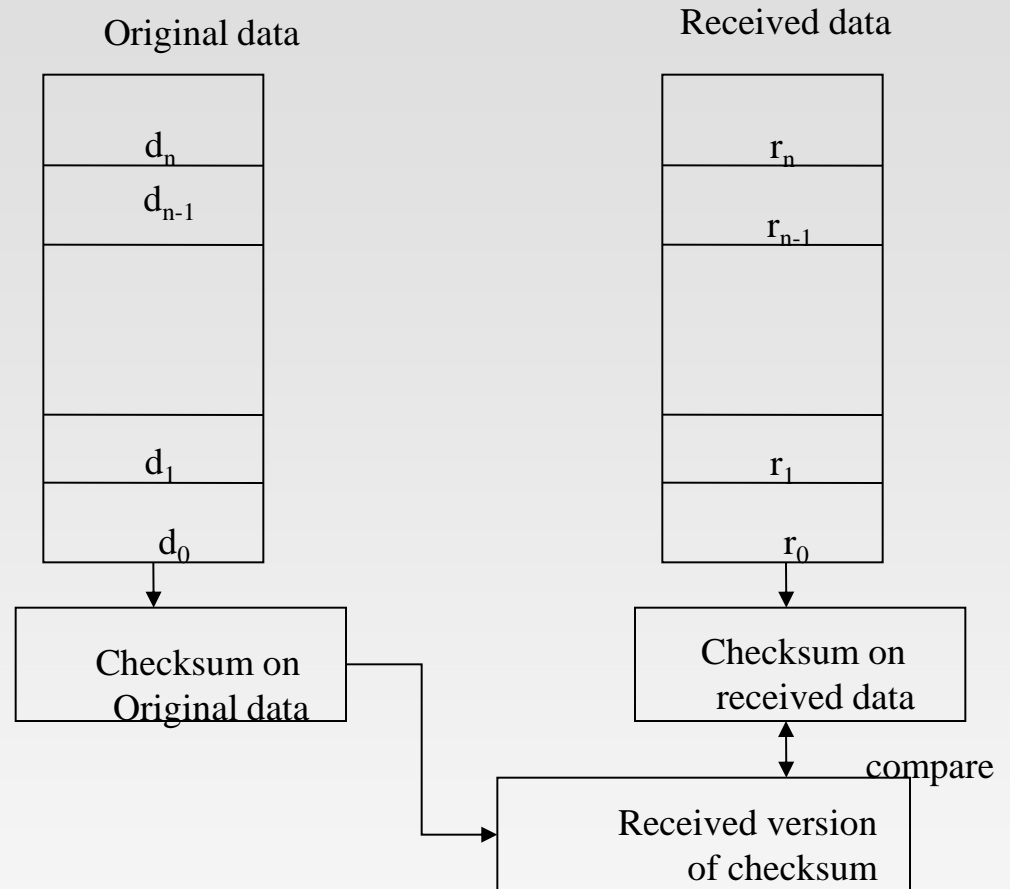 Original data
Received data
dₙ
dₙ₋₁
d₁
d₀
rₙ
rₙ₋₁
r₁
r₀
Checksum on
Original data
Checksum on
received data
compare
Received version
of checksum